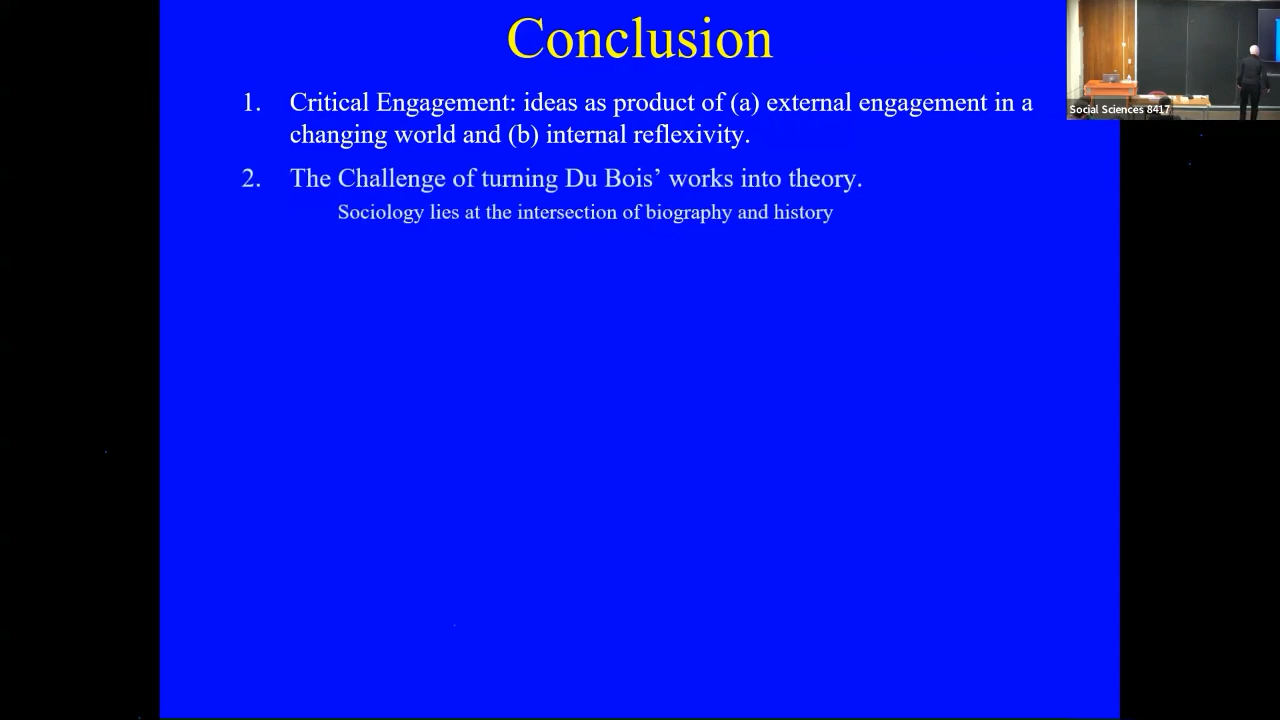 Conclusion
1. Critical Engagement: ideas as product of (a) external engagement in a
changing world and (b) internal reflexivity.
2. The Challenge of turning Du Bois’ works into theory.
Sociology lies at the intersection of biography and history
Social Sciences 8417